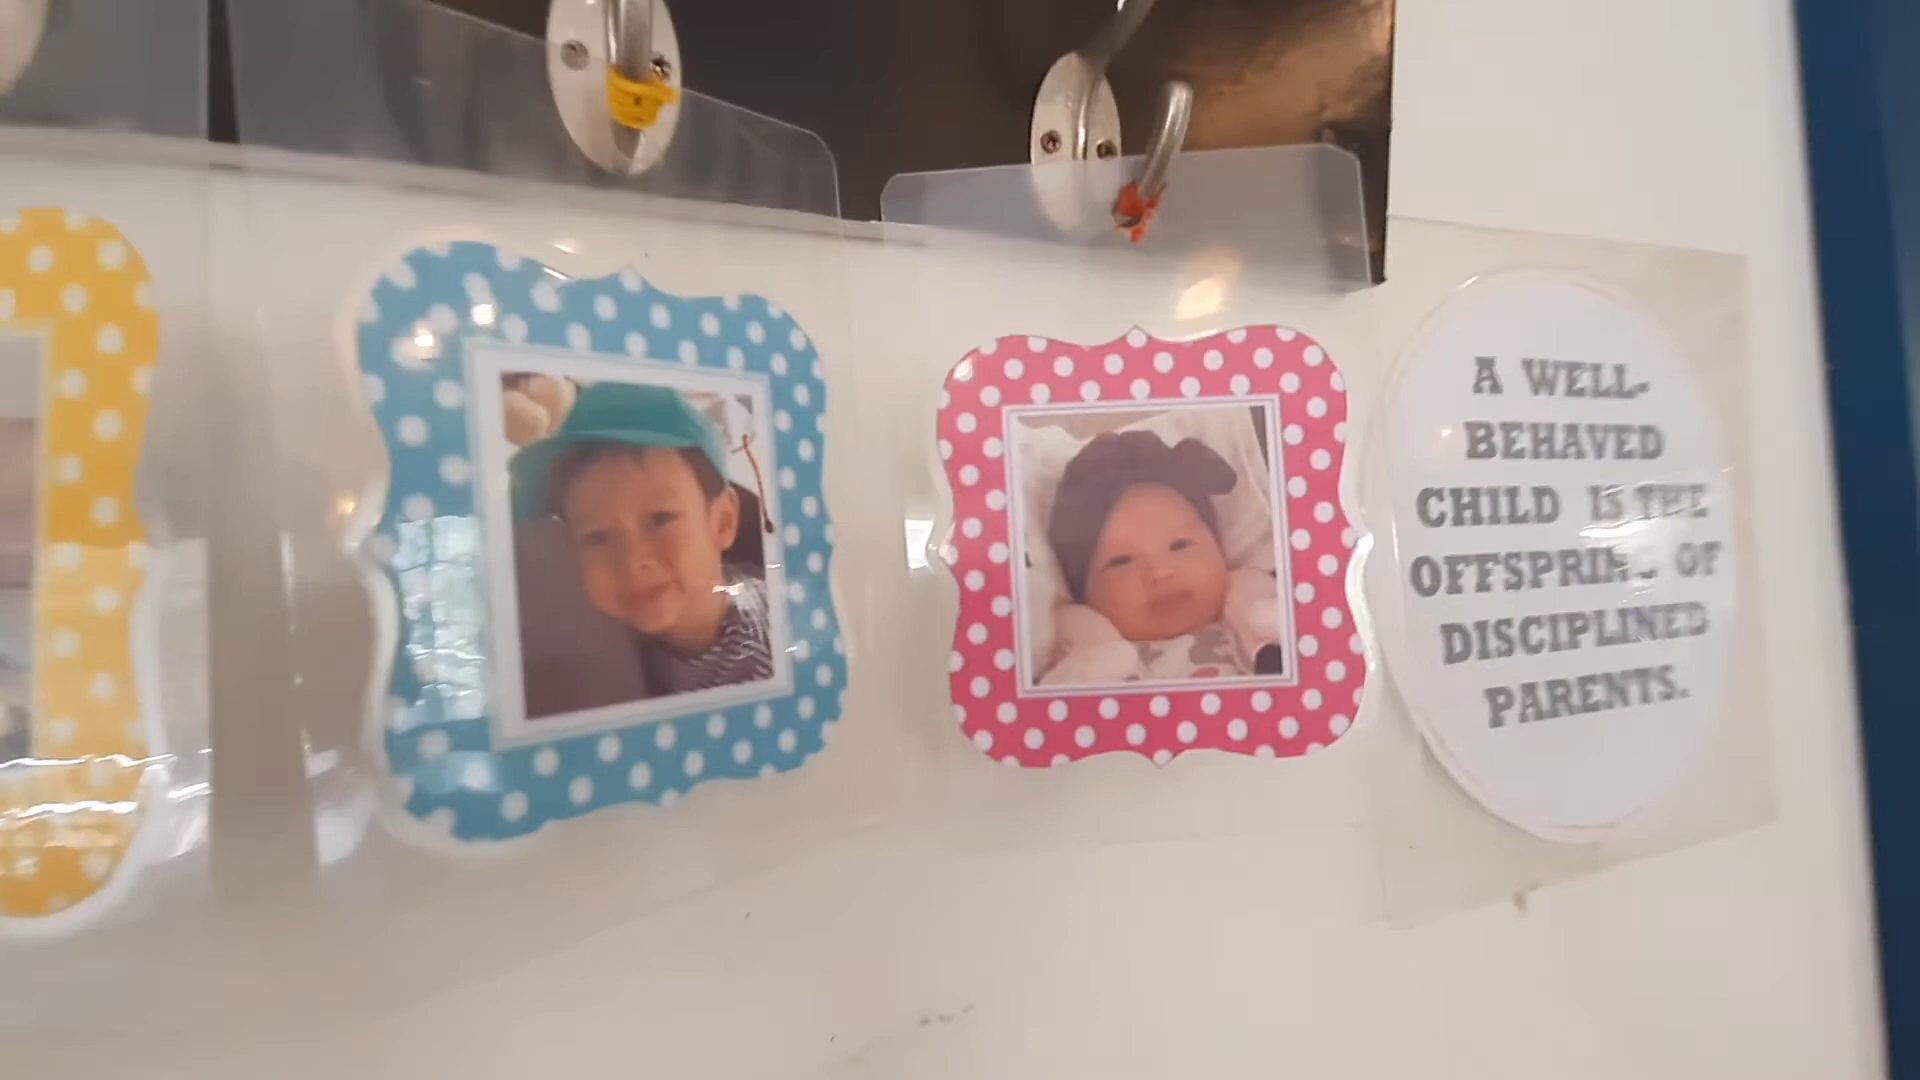 A WELL-
BEHAVED
CHILD IS THE
OFFSPRING OF
DISCIPLINED
PARENTS.